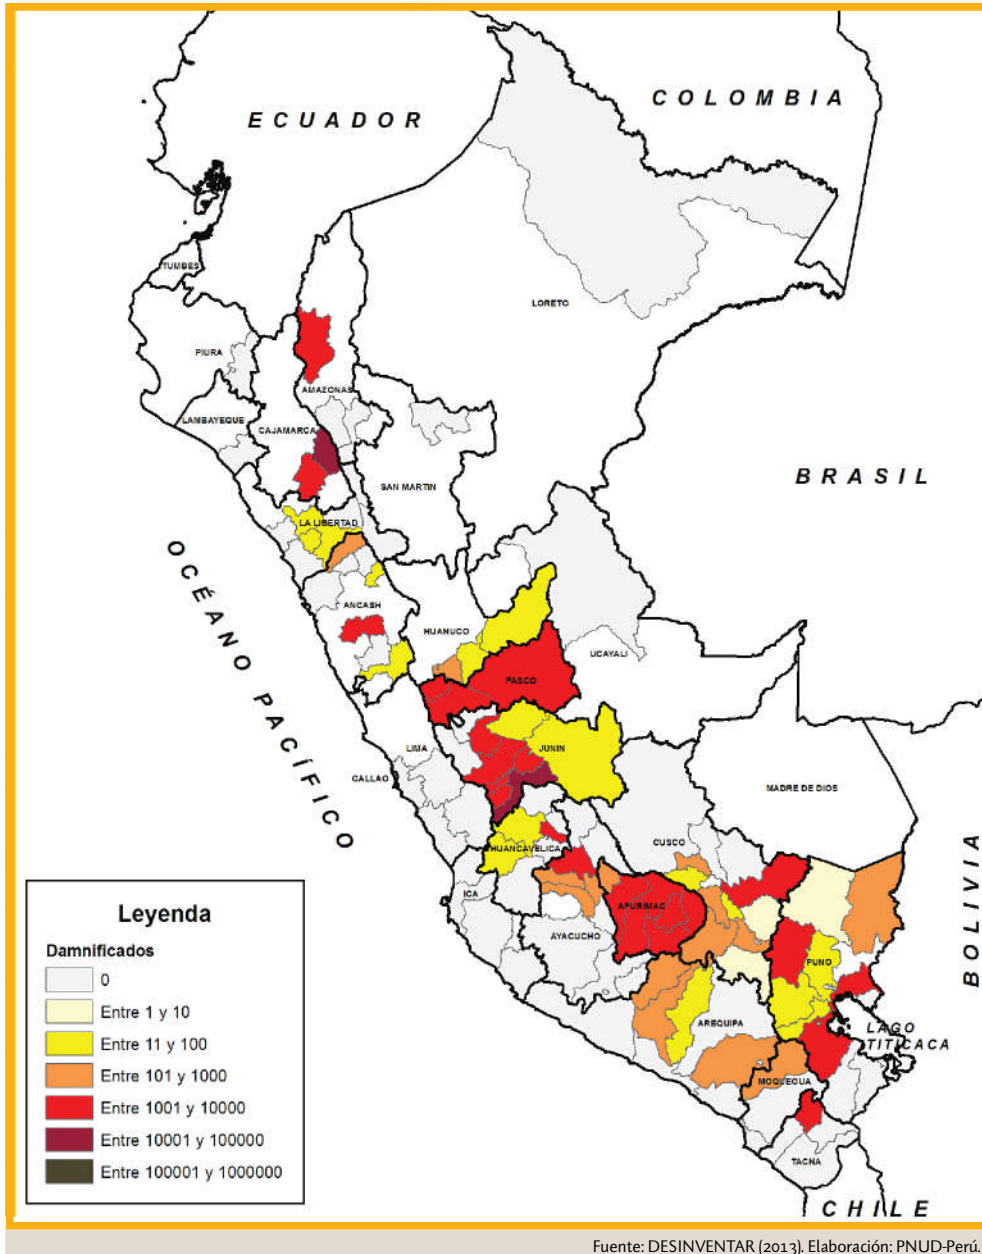 COLOMBIA
ECUADOR
TUMBES
LORETO
PIURA
AMAZONAS
LAMBAYEQUE
CAJAMARCA
BRASIL
SAN MARTIN
LA LIBERTAD
OCÉANO PACÍFICO
ANCASH
HUANUCO
UCAYALI
PASCO
LIMA
JUNIN
CALLAO
MADRE DE DIOS
CUSCO
HUANCAVELICA
ICA
APURIMAC
AYACUCHO
BOLIVIA
PUNO
AREQUIPA
LAGO
TITICACA
MOQUEGUA
TACNA
CHILE
Leyenda
Damnificados
0
Entre 1 y 10
Entre 11 y 100
Entre 101 y 1000
Entre 1001 y 10000
Entre 10001 y 100000
Entre 100001 y 1000000
Fuente: DESINVENTAR (2013). Elaboración: PNUD-Perú.